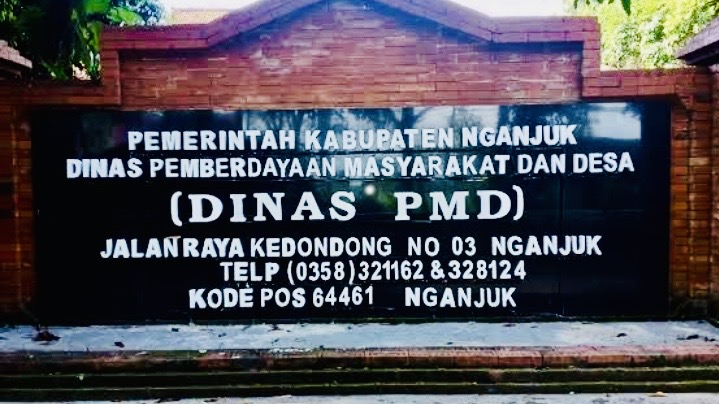 PEMERINTAH KABUPATEN NGANJUK
DINAS PEMBERDAYAAN MASYARAKAT DAN DESA
(DINAS PMD)
JALAN RAYA KEDONDONG NO 03 NGANJUK
TELP (0358) 321162 & 328124
KODE POS 64461 NGANJUK